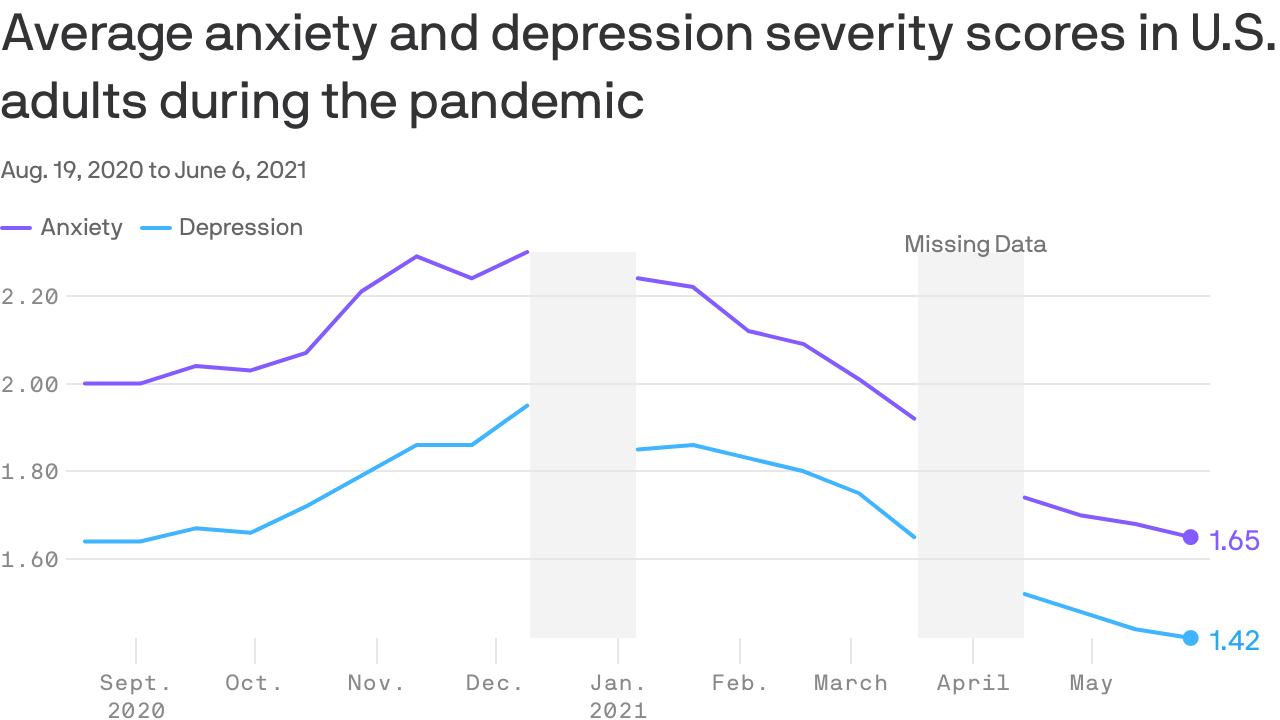 Average anxiety and depression severity scores in U.S.
adults during the pandemic
Aug. 19, 2020 to June 6, 2021
Anxiety Depression
Missing Data
2.20
2.00
1.80
1.60
1.65
1.42
Sept. Oct. Nov. Dec. Jan. Feb. March April May
2020 2021